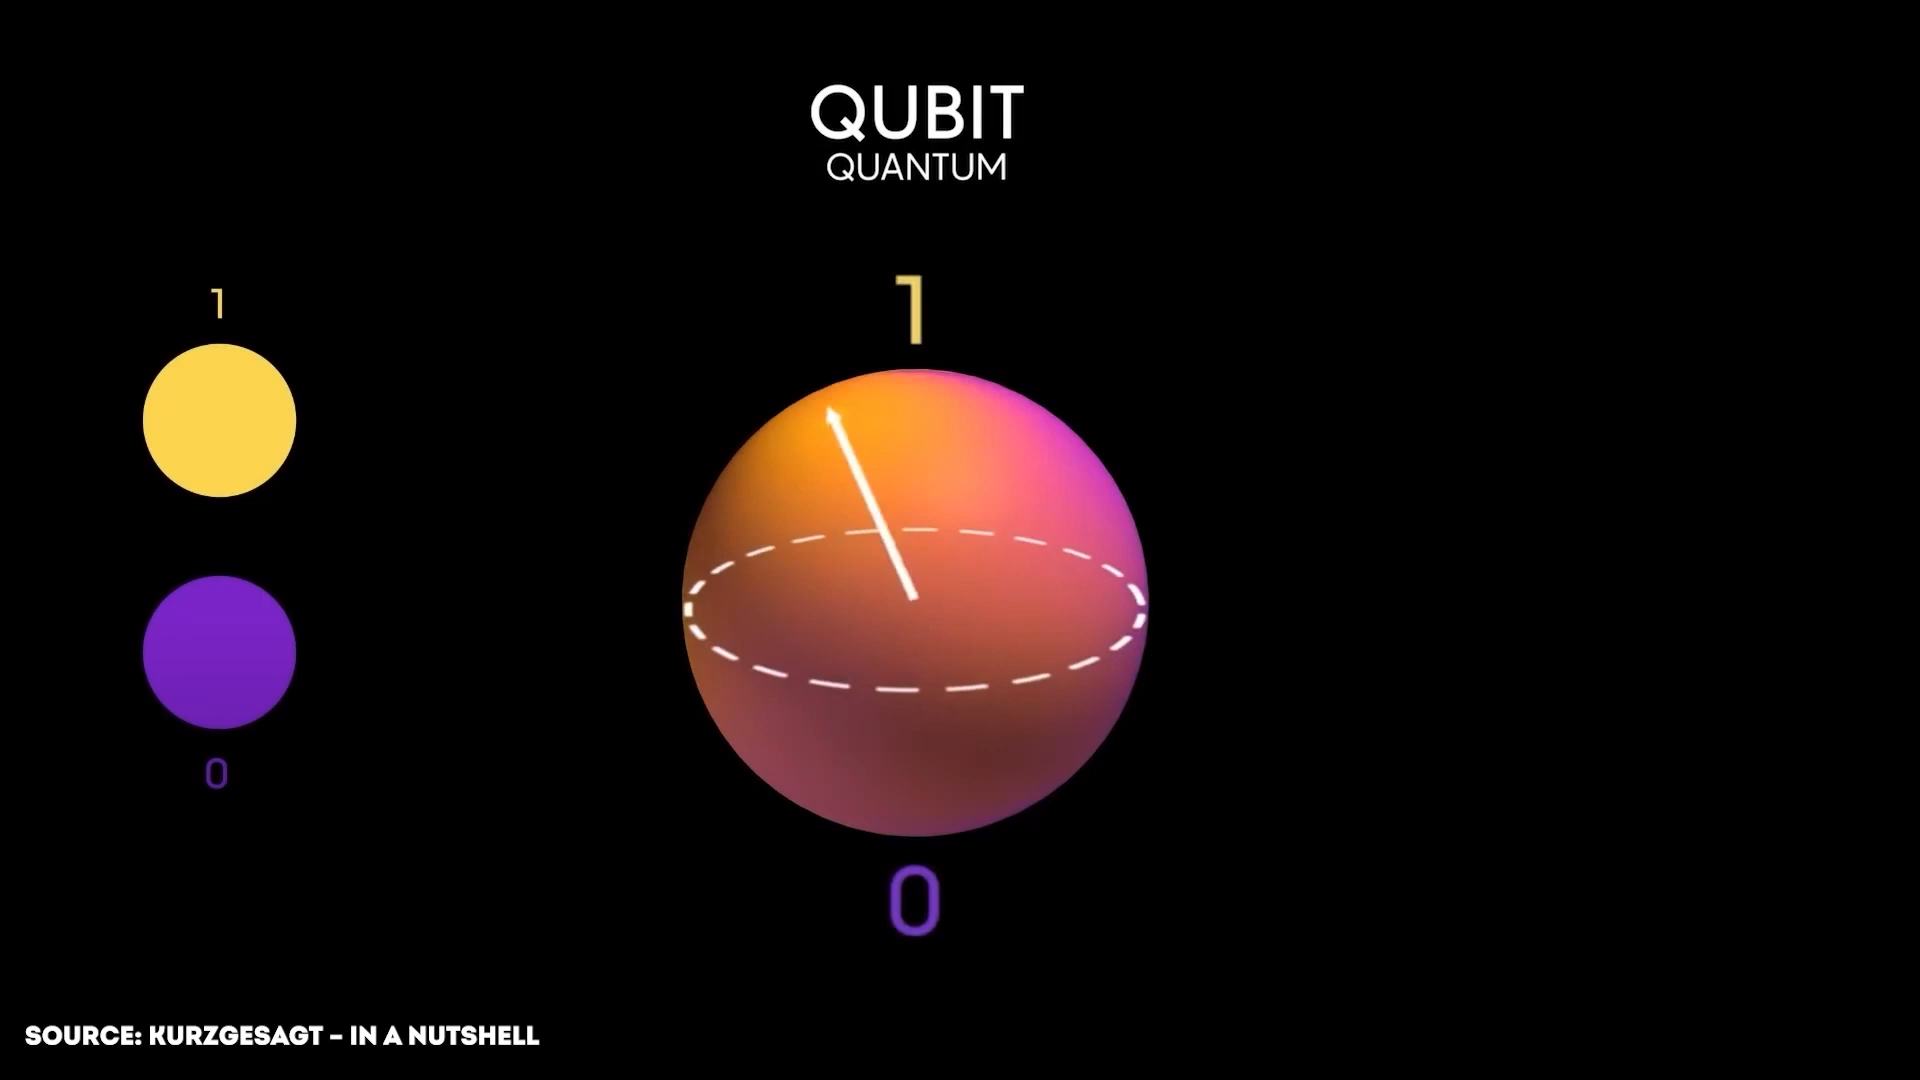 QUBIT
QUANTUM
1
1
0
0
SOURCE: KURZGESAGT – IN A NUTSHELL